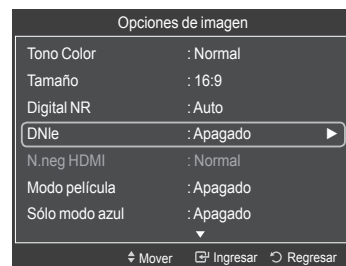 Opciones de imagen
Tono Color : Normal
Tamaño : 16:9
Digital NR : Auto
DNIe : Apagado ►
N.neg HDMI : Normal
Modo película : Apagado
Sólo modo azul : Apagado
▼
Mover Ingresar Regresar